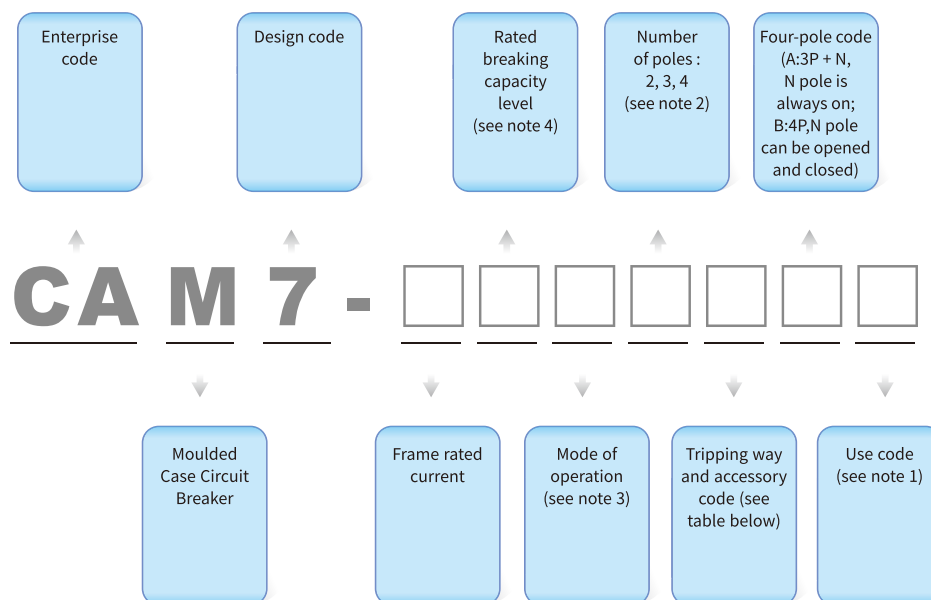 Enterprise
code
Design code
Rated
breaking
capacity
level
(see note 4)
Number
of poles :
2, 3, 4
(see note 2)
Four-pole code
(A:3P + N,
N pole is
always on;
B:4P,N pole
can be opened
and closed)
CA M 7 -
Moulded
Case Circuit
Breaker
Frame rated
current
Mode of
operation
(see note 3)
Tripping way
and accessory
code (see
table below)
Use code
(see note 1)